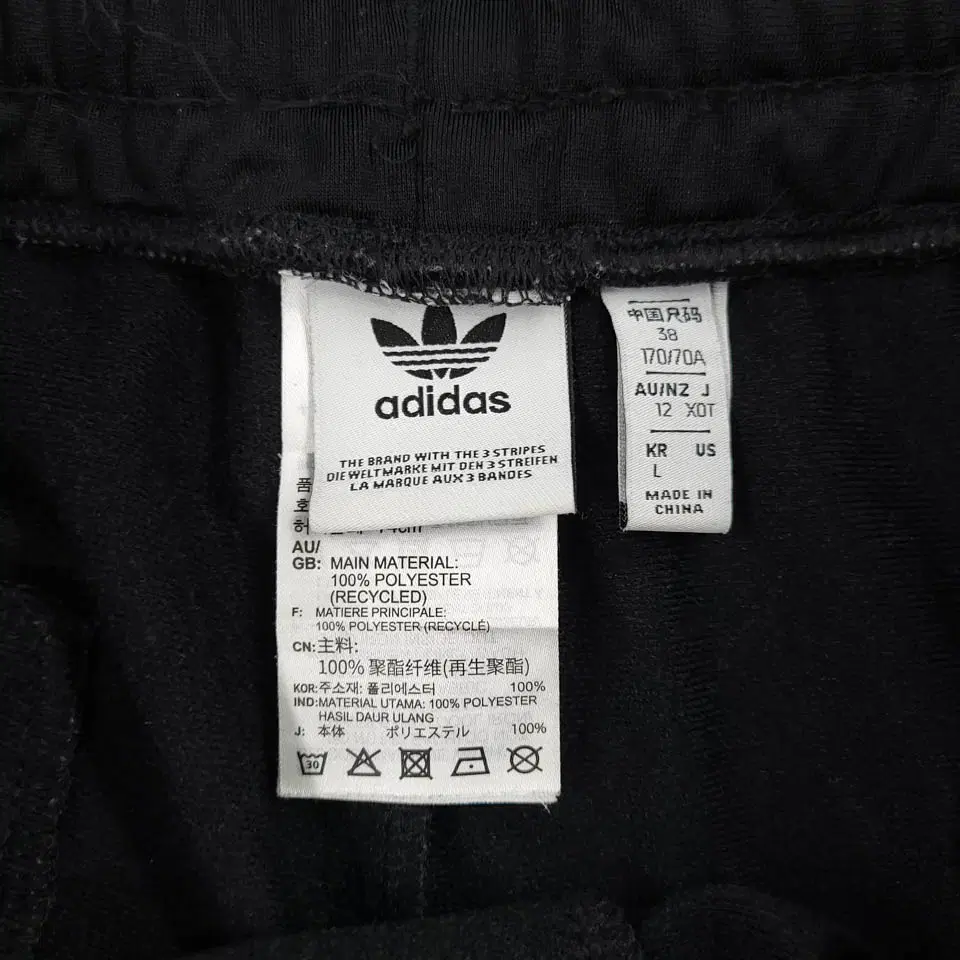 adidas
THE BRAND WITH THE 3 STRIPES
DIE WELTMARKE MIT DEN 3 STREIFEN
LA MARQUE AUX 3 BANDES
품
호
허
74cm
AU/
GB: MAIN MATERIAL:
100% POLYESTER
(RECYCLED)
F: MATIERE PRINCIPALE:
100% POLYESTER (RECYCLÉ)
CN: 主料:
100% 聚酯纤维(再生聚酯)
KOR: 주소재: 폴리에스터 100%
IND: MATERIAL UTAMA: 100% POLYESTER
HASIL DAUR ULANG
J: 本体 ポリエステル 100%
30
中国尺码
38
170/70A
AU/NZ J
12 XOT
KR US
L
MADE IN
CHINA